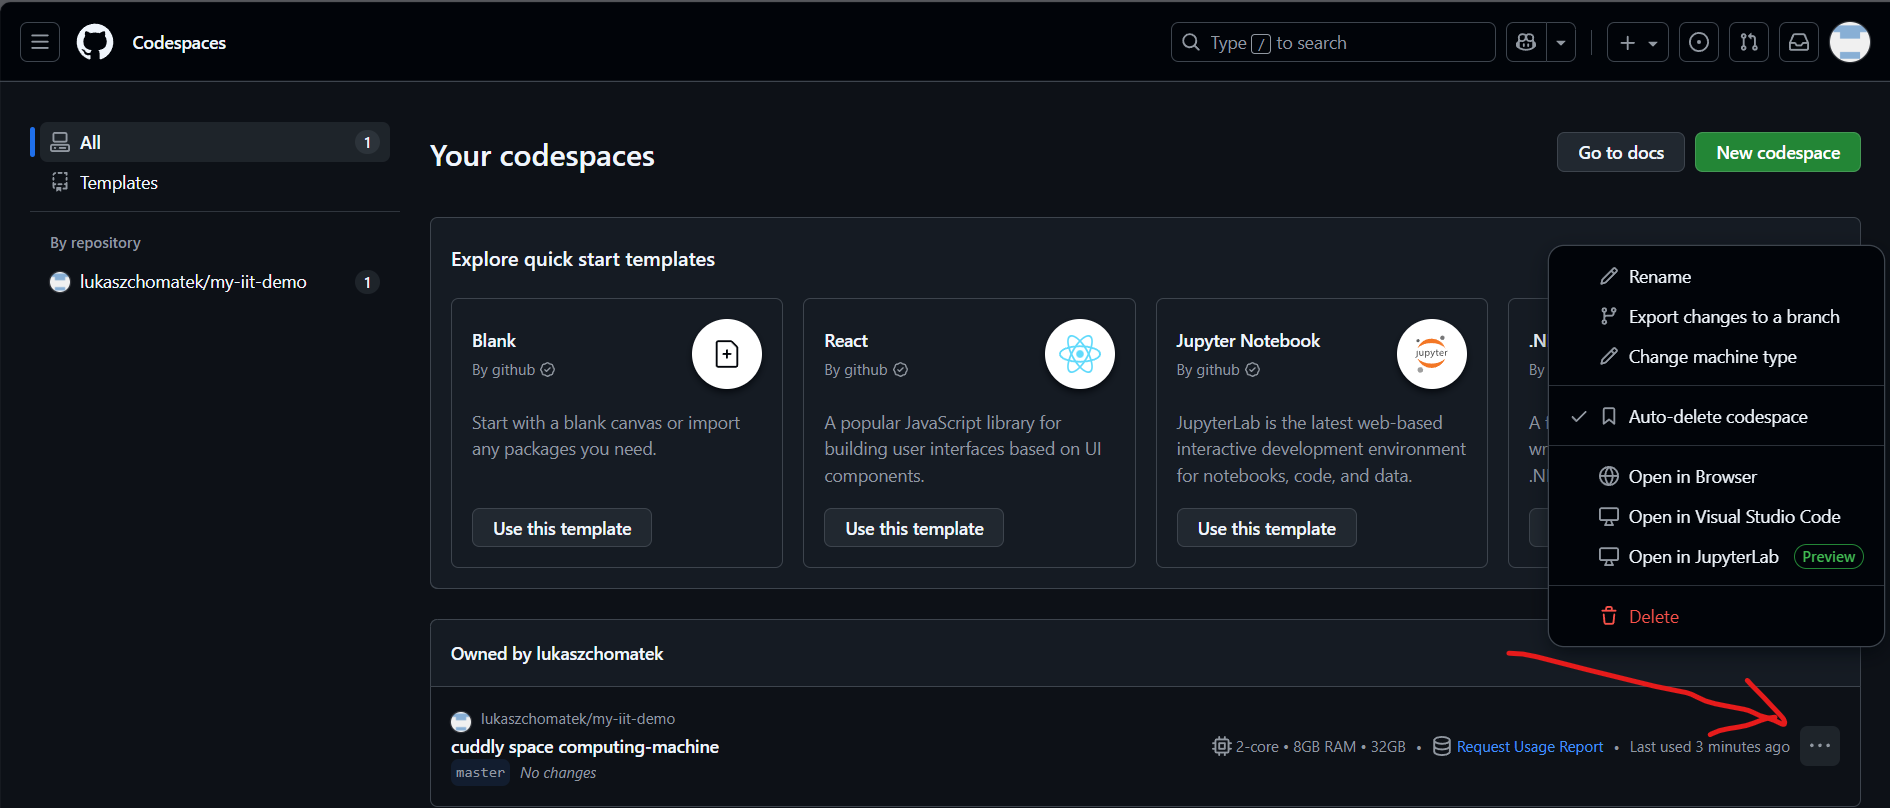 Codespaces
Type / to search
All 1
Templates
By repository
lukaszchomatek/my-iit-demo 1
Your codespaces
Go to docs
New codespace
Explore quick start templates
Blank
By github
Start with a blank canvas or import
any packages you need.
Use this template
React
By github
A popular JavaScript library for
building user interfaces based on UI
components.
Use this template
Jupyter Notebook
By github
jupyter
JupyterLab is the latest web-based
interactive development environment
for notebooks, code, and data.
Use this template
.N
By
A
wr
.N
Rename
Export changes to a branch
Change machine type
Auto-delete codespace
Open in Browser
Open in Visual Studio Code
Open in JupyterLab Preview
Delete
Owned by lukaszchomatek
lukaszchomatek/my-iit-demo
cuddly space computing-machine
master No changes
2-core • 8GB RAM • 32GB • Request Usage Report • Last used 3 minutes ago